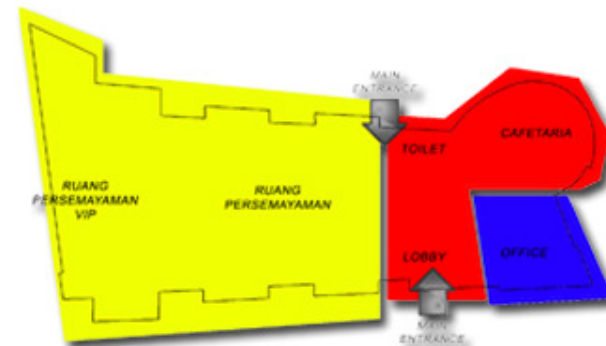 MAIN
ENTRANCE
TOILET
CAFETARIA
RUANG
PERSEMAYAMAN
VIP
RUANG
PERSEMAYAMAN
LOBBY
OFFICE
MAIN
ENTRANCE